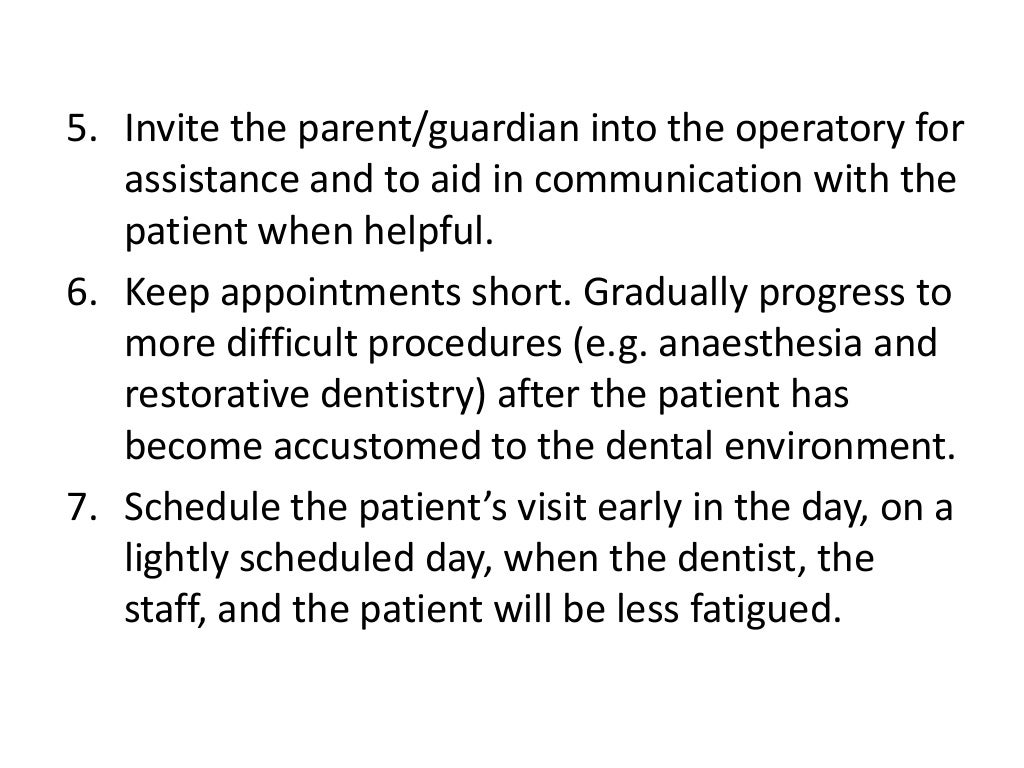 5. Invite the parent/guardian into the operatory for
assistance and to aid in communication with the
patient when helpful.
6. Keep appointments short. Gradually progress to
more difficult procedures (e.g. anaesthesia and
restorative dentistry) after the patient has
become accustomed to the dental environment.
7. Schedule the patient’s visit early in the day, on a
lightly scheduled day, when the dentist, the
staff, and the patient will be less fatigued.